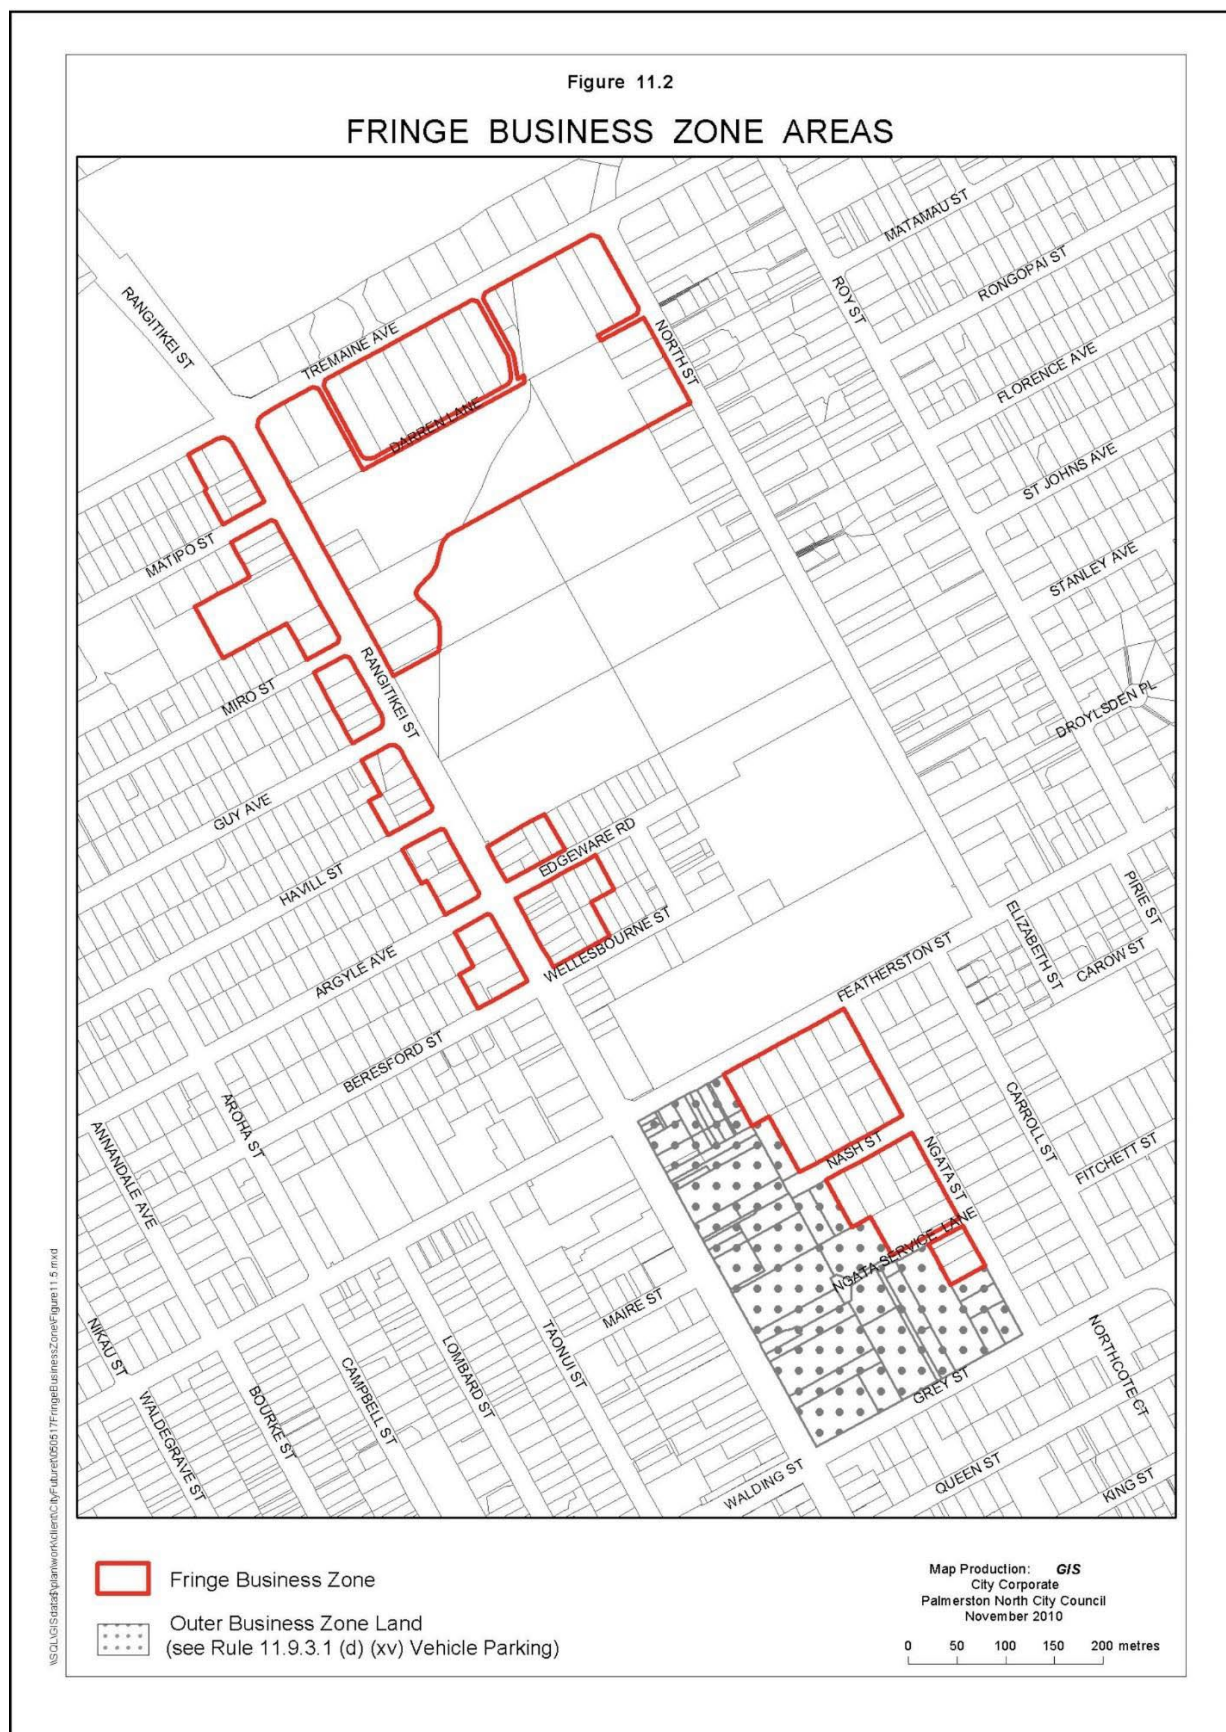 Figure 11.2
FRINGE BUSINESS ZONE AREAS
MATAMAU ST
RONGOPAI ST
ROY ST
RANGITIKEI ST
TREMAINE AVE
NORTH ST
FLORENCE AVE
DARREN LANE
ST JOHNS AVE
MATIPO ST
STANLEY AVE
MIRO ST
RANGITIKEI ST
DROYLSDEN PL
GUY AVE
EDGEWARE RD
HAVILL ST
PIRIE ST
WELLESBOURNE ST
ELIZABETH ST
ARGYLE AVE
FEATHERSTON ST
CAROW ST
BERESFORD ST
CARROLL ST
AROHA ST
ANNANDALE AVE
NASH ST
NGATA ST
FITCHETT ST
NGATA SERVICE LANE
MAIRE ST
NIKAU ST
TAONUI ST
LOMBARD ST
NORTHCOTE CT
CAMPBELL ST
GREY ST
BOURKE ST
WALDEGRAVE ST
WALDING ST
QUEEN ST
KING ST
Fringe Business Zone
Outer Business Zone Land
(see Rule 11.9.3.1 (d) (xv) Vehicle Parking)
Map Production: GIS
City Corporate
Palmerston North City Council
November 2010
0 50 100 150 200 metres